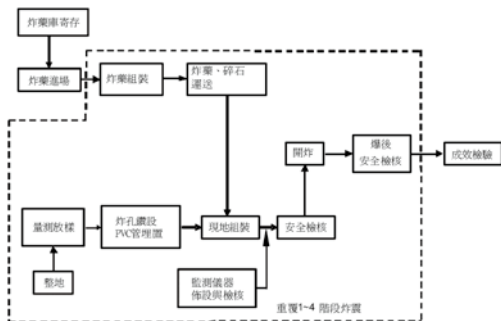 炸藥庫寄存
炸藥進場
炸藥組裝
炸藥、碎石
運送
開炸
爆後
安全檢核
成效檢驗
量測放樣
炸孔鑽設
PVC管埋置
現地組裝
安全檢核
整地
監測儀器
佈設與檢核
重覆1~4 階段炸震